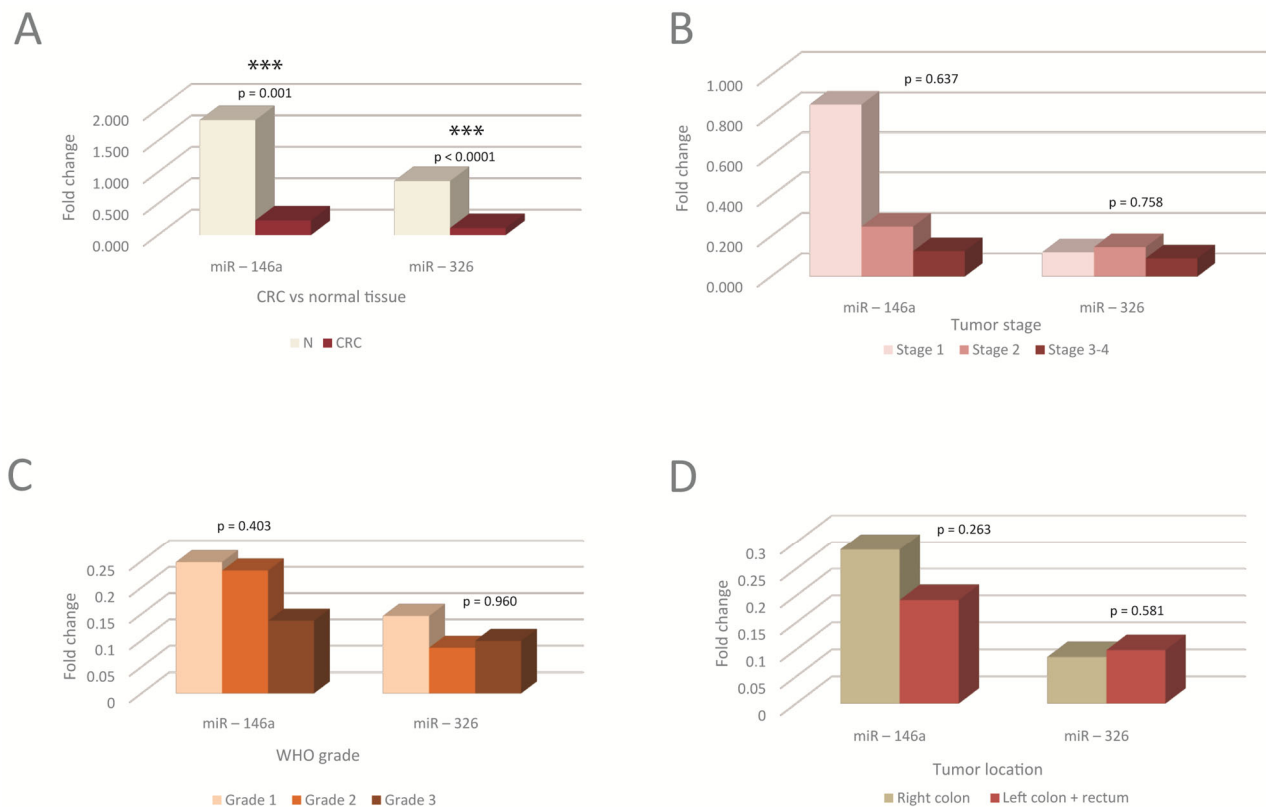 A
***
p = 0.001
***
p < 0.0001
Fold change
2.000
1.500
1.000
0.500
0.000
miR – 146a
miR – 326
CRC vs normal tissue
N
CRC
B
p = 0.637
p = 0.758
Fold change
1.000
0.800
0.600
0.400
0.200
0.000
miR – 146a
miR – 326
Tumor stage
Stage 1
Stage 2
Stage 3-4
C
p = 0.403
p = 0.960
Fold change
0.25
0.2
0.15
0.1
0.05
0
miR – 146a
miR – 326
WHO grade
Grade 1
Grade 2
Grade 3
D
p = 0.263
p = 0.581
Fold change
0.3
0.25
0.2
0.15
0.1
0.05
0
miR – 146a
miR – 326
Tumor location
Right colon
Left colon + rectum